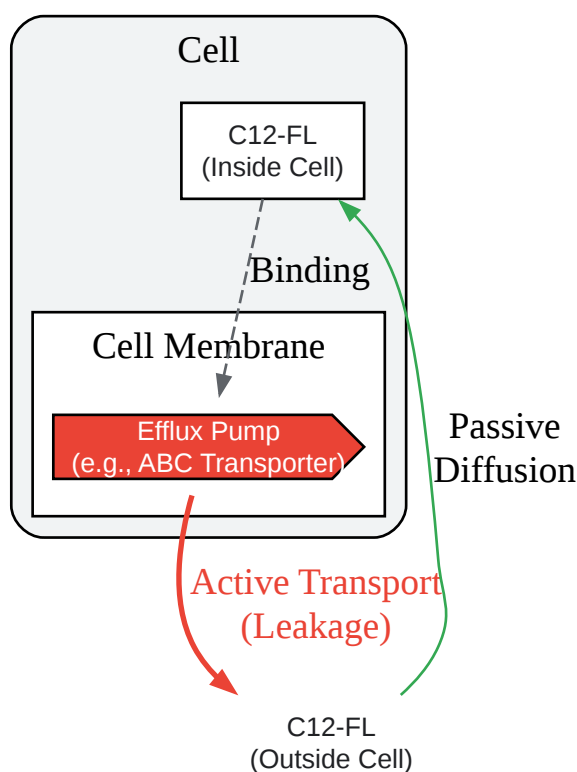 Cell
C12-FL
(Inside Cell)
Binding
Cell Membrane
Efflux Pump
(e.g., ABC Transporter)
Passive
Diffusion
Active Transport
(Leakage)
C12-FL
(Outside Cell)